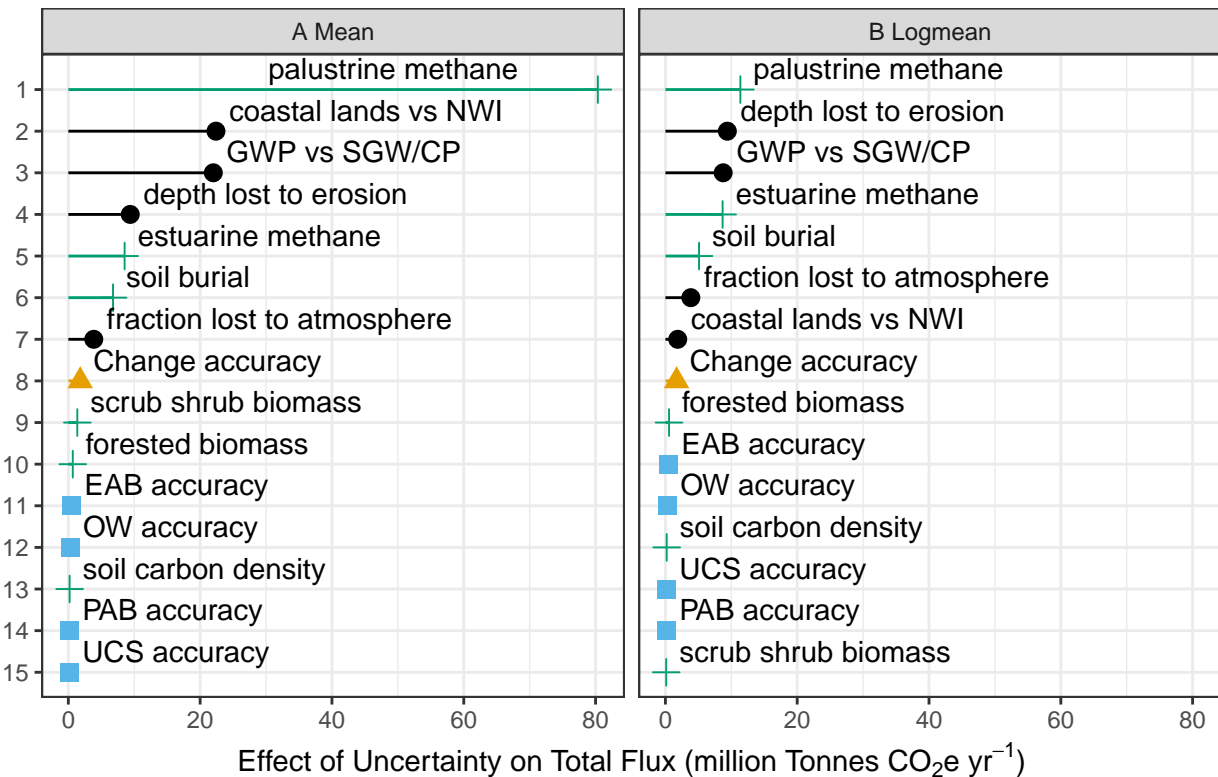 A Mean
B Logmean
1
palustrine methane
2
coastal lands vs NWI
3
GWP vs SGW/CP
4
depth lost to erosion
5
estuarine methane
6
soil burial
7
fraction lost to atmosphere
8
Change accuracy
9
scrub shrub biomass
10
forested biomass
11
EAB accuracy
12
OW accuracy
13
soil carbon density
14
PAB accuracy
15
UCS accuracy
palustrine methane
depth lost to erosion
GWP vs SGW/CP
estuarine methane
soil burial
fraction lost to atmosphere
coastal lands vs NWI
Change accuracy
forested biomass
EAB accuracy
OW accuracy
soil carbon density
UCS accuracy
PAB accuracy
scrub shrub biomass
0 20 40 60 80
0 20 40 60 80
Effect of Uncertainty on Total Flux (million Tonnes CO₂e yr⁻¹)